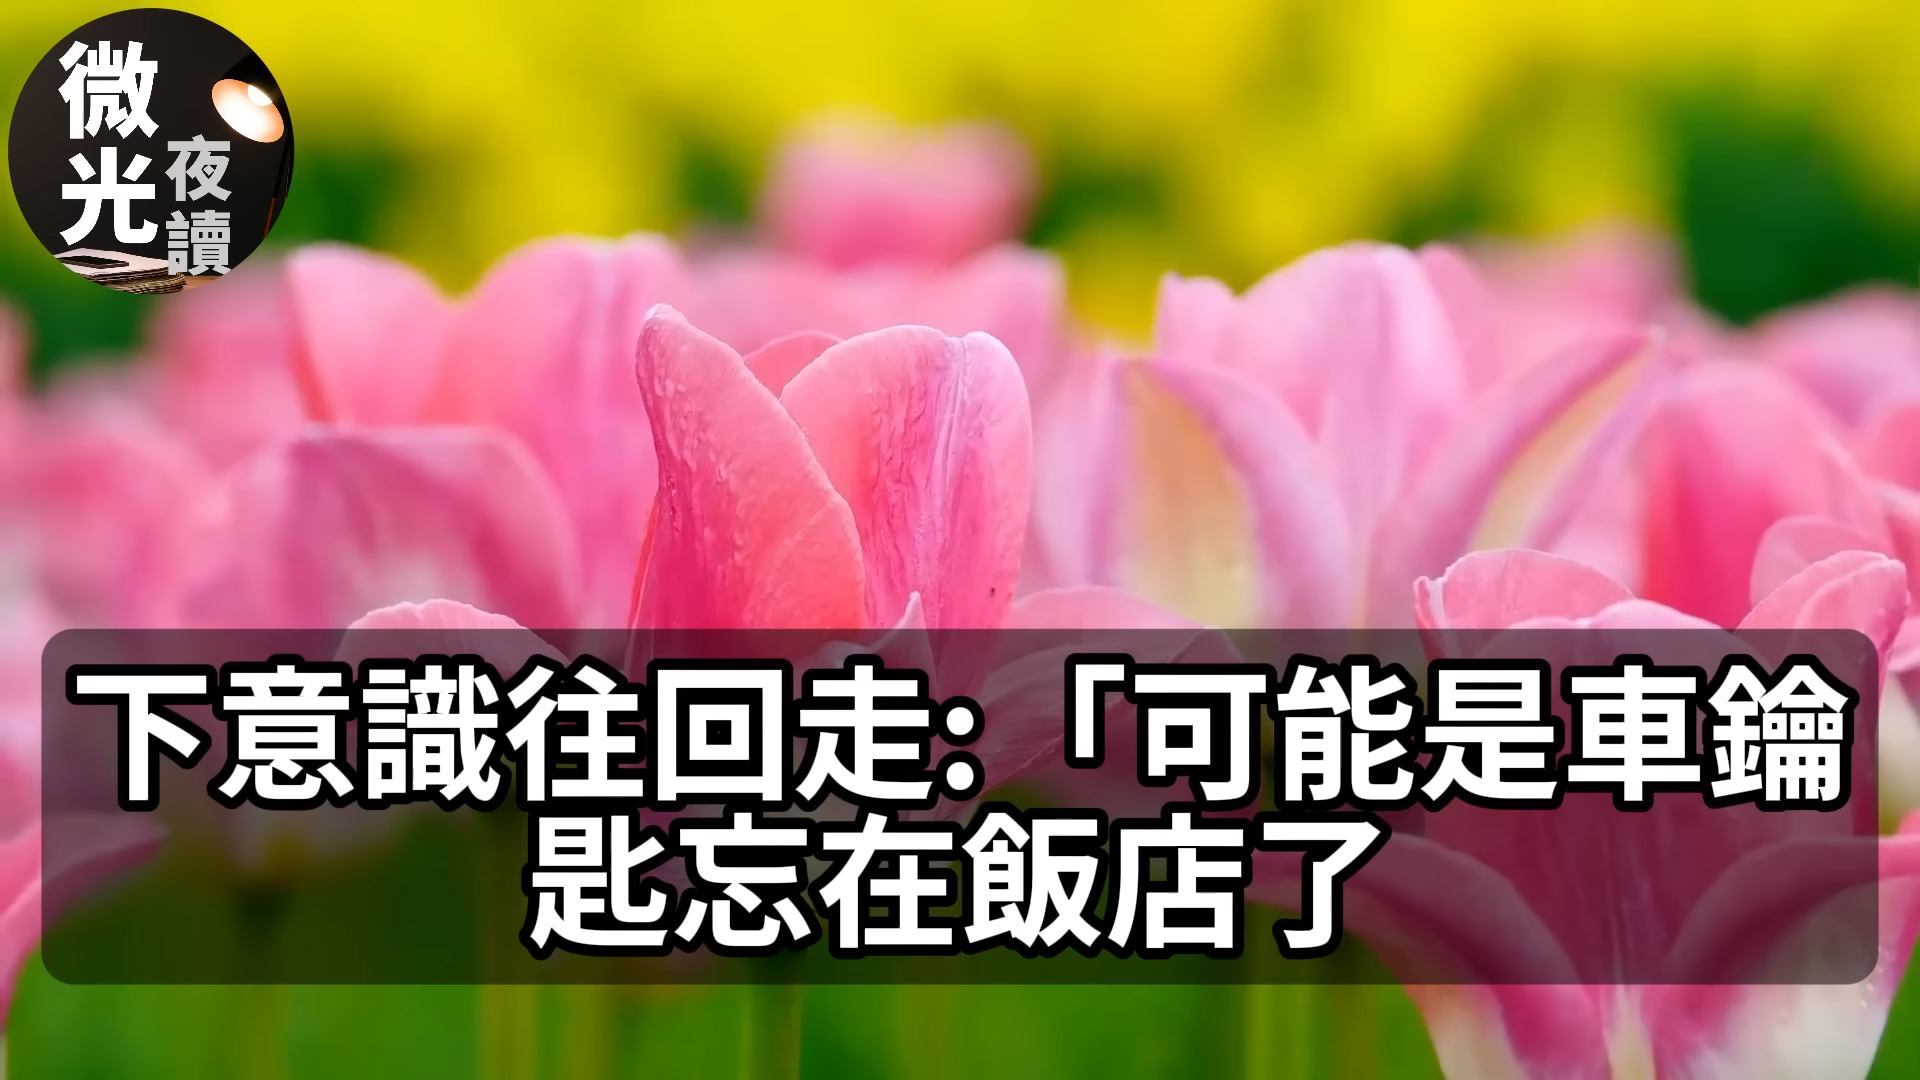 微光
夜讀
下意識往回走:「可能是車鑰
匙忘在飯店了